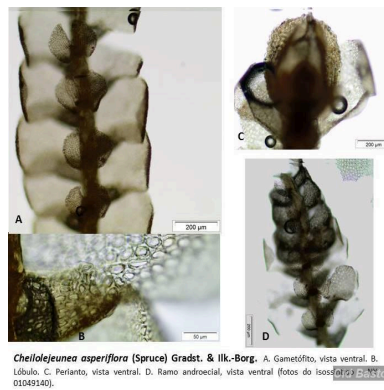 A
200 µm
C
200 µm
B
50 µm
D
Cheilolejeunea asperiflora (Spruce) Gradst. & Ilk.-Borg. A. Gametófito, vista ventral. B.
Lóbulo. C. Perianto, vista ventral. D. Ramo androecial, vista ventral (fotos do
01049140).